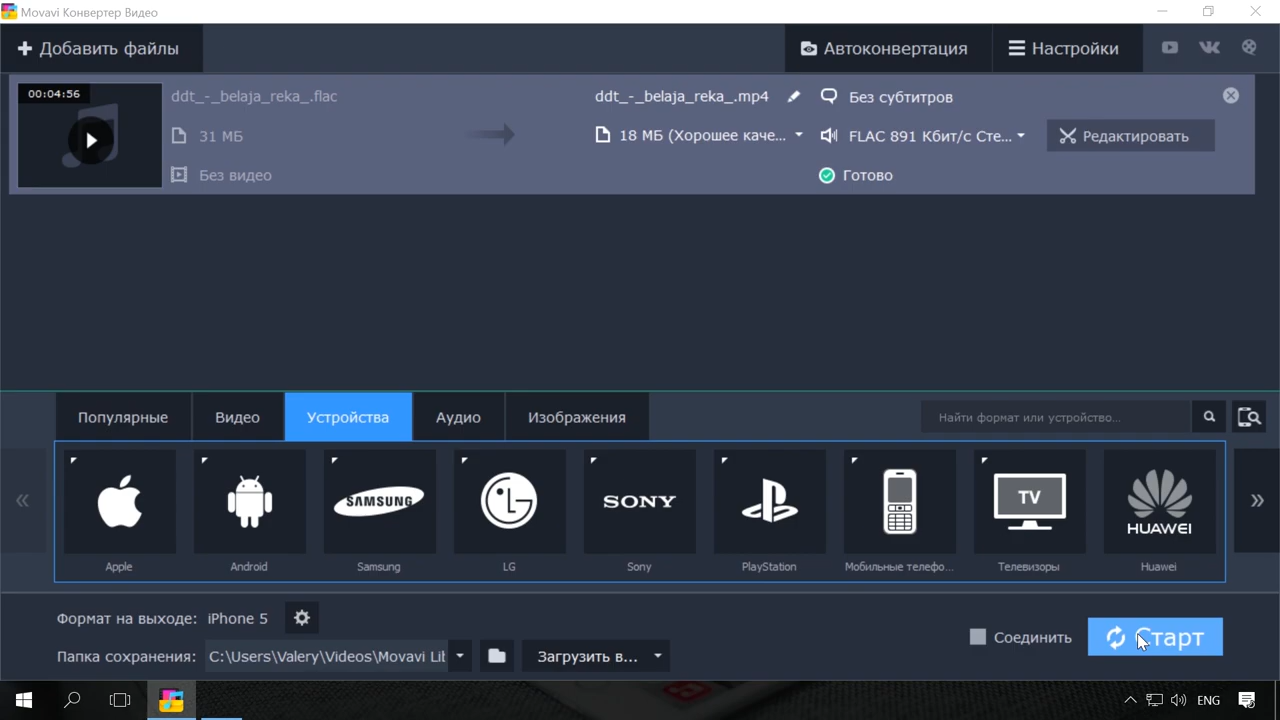 Movavi Конвертер Видео
Добавить файлы
Автоконвертация
Настройки
00:04:56
ddt_-_belaja_reka_.flac
ddt_-_belaja_reka_.mp4
Без субтитров
31 МБ
18 МБ (Хорошее каче...
FLAC 891 Кбит/с Сте...
Редактировать
Без видео
Готово
Популярные
Видео
Устройства
Аудио
Изображения
Найти формат или устройство...
SAMSUNG
LG
SONY
TV
HUAWEI
Apple
Android
Samsung
LG
Sony
PlayStation
Мобильные телефо...
Телевизоры
Huawei
Формат на выходе: iPhone 5
Соединить
Старт
Папка сохранения: C:\Users\Valery\Videos\Movavi Lit
Загрузить в...
ENG